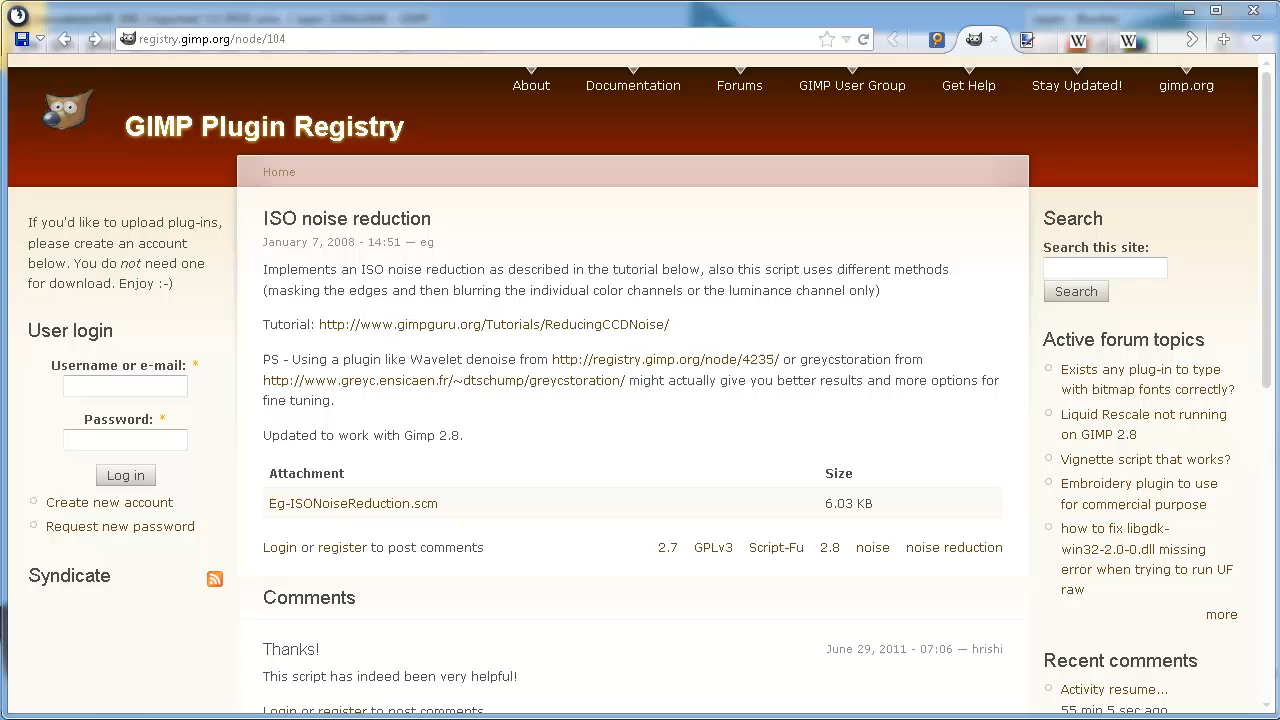 registry.gimp.org/node/104
About
Documentation
Forums
GIMP User Group
Get Help
Stay Updated!
gimp.org
GIMP Plugin Registry
Home
If you'd like to upload plug-ins,
please create an account
below. You do not need one
for download. Enjoy :-)
User login
Username or e-mail: *
Password: *
Log in
Create new account
Request new password
Syndicate
ISO noise reduction
January 7, 2008 - 14:51 — eg
Implements an ISO noise reduction as described in the tutorial below, also this script uses different methods
(masking the edges and then blurring the individual color channels or the luminance channel only)
Tutorial: http://www.gimpguru.org/Tutorials/ReducingCCDNoise/
PS - Using a plugin like Wavelet denoise from http://registry.gimp.org/node/4235/ or greycstoration from
http://www.greyc.ensicaen.fr/~dtschump/greycstoration/ might actually give you better results and more options for
fine tuning.
Updated to work with Gimp 2.8.
Attachment Size
Eg-ISONoiseReduction.scm 6.03 KB
Login or register to post comments 2.7 GPLv3 Script-Fu 2.8 noise noise reduction
Comments
Thanks! June 29, 2011 - 07:06 — hrishi
This script has indeed been very helpful!
Login or register to post comments
Search
Search this site:
Search
Active forum topics
Exists any plug-in to type
with bitmap fonts correctly?
Liquid Rescale not running
on GIMP 2.8
Vignette script that works?
Embroidery plugin to use
for commercial purpose
how to fix libgdk-
win32-2.0-0.dll missing
error when trying to run UF
raw
more
Recent comments
Activity resume...
55 min 5 sec ago